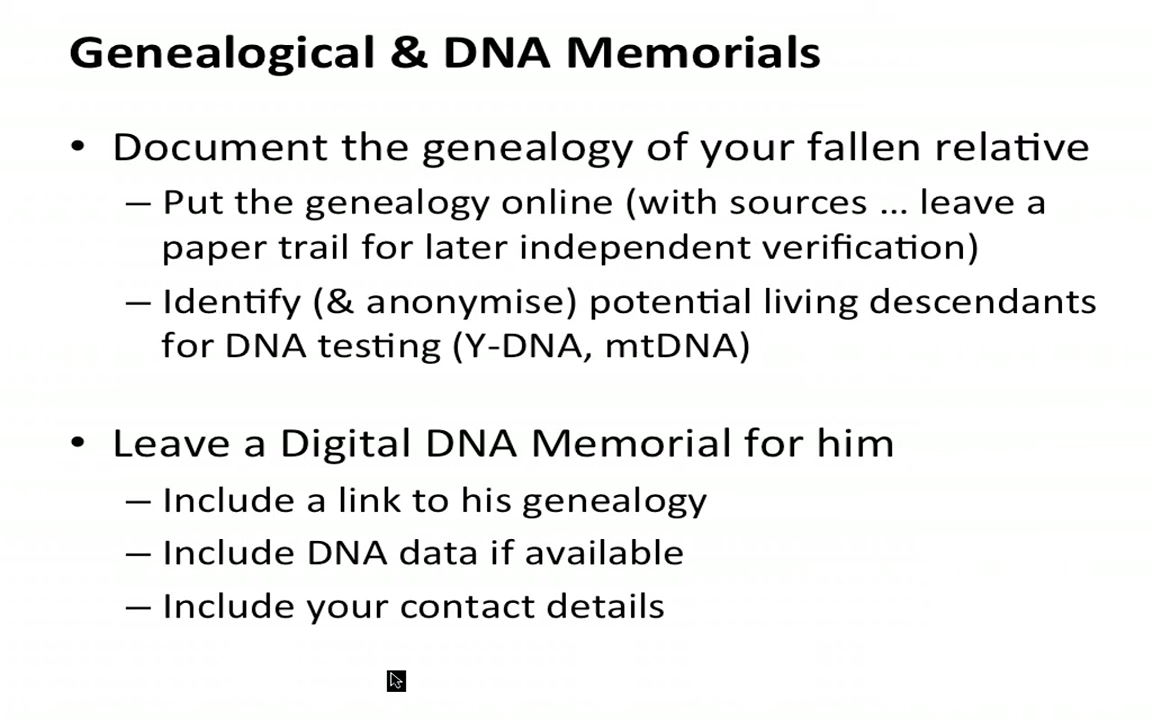 Genealogical & DNA Memorials
• Document the genealogy of your fallen relative
– Put the genealogy online (with sources ... leave a
paper trail for later independent verification)
– Identify (& anonymise) potential living descendants
for DNA testing (Y-DNA, mtDNA)
• Leave a Digital DNA Memorial for him
– Include a link to his genealogy
– Include DNA data if available
– Include your contact details